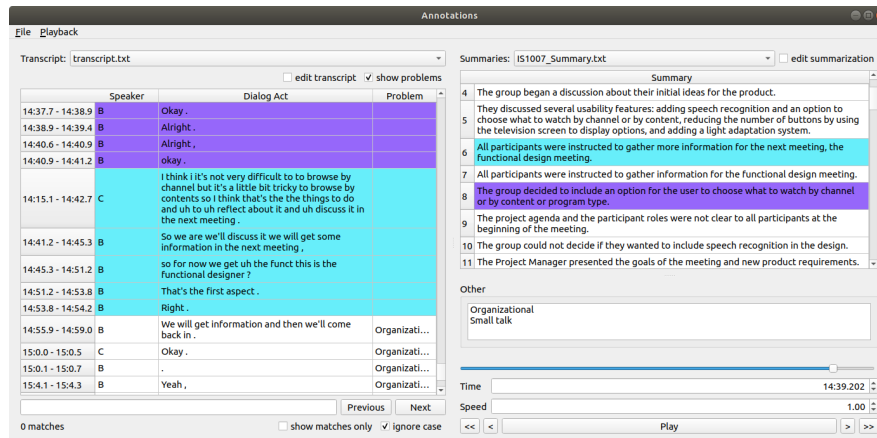 Annotations
File Playback
Transcript: transcript.txt
edit transcript show problems
Speaker Dialog Act Problem
14:37.7 - 14:38.9 B Okay .
14:38.9 - 14:39.4 B Alright .
14:40.6 - 14:40.9 B Alright ,
14:40.9 - 14:41.2 B okay .
14:15.1 - 14:42.7 C I think i it's not very difficult to to browse by
channel but it's a little bit tricky to browse by
contents so I think that's the the things to do
and uh to uh reflect about it and uh discuss it in
the next meeting .
14:41.2 - 14:45.3 B So we are we'll discuss it we will get some
information in the next meeting ,
14:45.3 - 14:51.2 B so for now we get uh the funct this is the
functional designer ?
14:51.2 - 14:53.8 B That's the first aspect .
14:53.8 - 14:54.2 B Right .
14:55.9 - 14:59.0 B We will get information and then we'll come
back in . Organizati...
15:0.0 - 15:0.5 C Okay . Organizati...
15:0.1 - 15:0.7 B . Organizati...
15:4.1 - 15:4.3 B Yeah , Organizati...
Previous Next
0 matches show matches only ignore case
Summaries: IS1007_Summary.txt edit summarization
Summary
4 The group began a discussion about their initial ideas for the product.
5 They discussed several usability features: adding speech recognition and an option to
choose what to watch by channel or by content, reducing the number of buttons by using
the television screen to display options, and adding a light adaptation system.
6 All participants were instructed to gather more information for the next meeting, the
functional design meeting.
7 All participants were instructed to gather information for the functional design meeting.
8 The group decided to include an option for the user to choose what to watch by channel
or by content or program type.
9 The project agenda and the participant roles were not clear to all participants at the
beginning of the meeting.
10 The group could not decide if they wanted to include speech recognition in the design.
11 The Project Manager presented the goals of the meeting and new product requirements.
Other
Organizational
Small talk
Time 14:39.202
Speed 1.00
<< < Play > >>